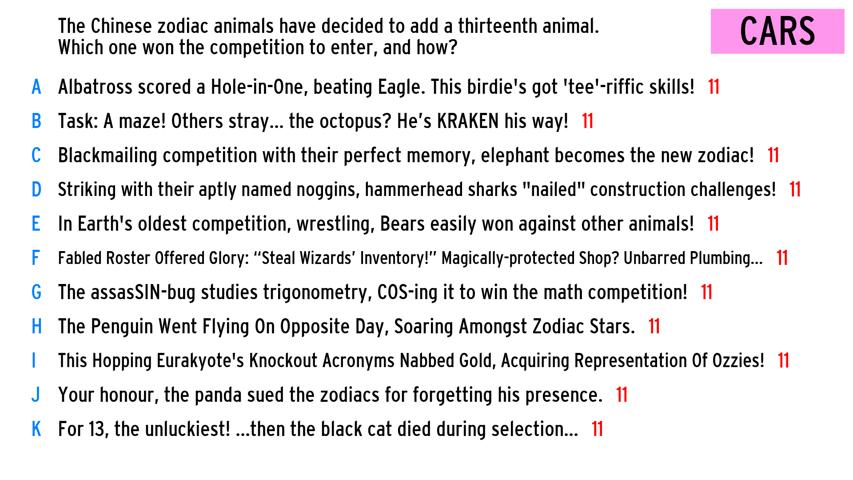 The Chinese zodiac animals have decided to add a thirteenth animal.
Which one won the competition to enter, and how?
CARS
A Albatross scored a Hole-in-One, beating Eagle. This birdie's got 'tee'-riffic skills! 11
B Task: A maze! Others stray... the octopus? He's KRAKEN his way! 11
C Blackmailing competition with their perfect memory, elephant becomes the new zodiac! 11
D Striking with their aptly named noggins, hammerhead sharks "nailed" construction challenges! 11
E In Earth's oldest competition, wrestling, Bears easily won against other animals! 11
F Fabled Roster Offered Glory: “Steal Wizards’ Inventory!” Magically-protected Shop? Unbarred Plumbing... 11
G The assasSIN-bug studies trigonometry, COS-ing it to win the math competition! 11
H The Penguin Went Flying On Opposite Day, Soaring Amongst Zodiac Stars. 11
I This Hopping Eurakyote's Knockout Acronyms Nabbed Gold, Acquiring Representation Of Ozzies! 11
J Your honour, the panda sued the zodiacs for forgetting his presence. 11
K For 13, the unluckiest! ...then the black cat died during selection... 11